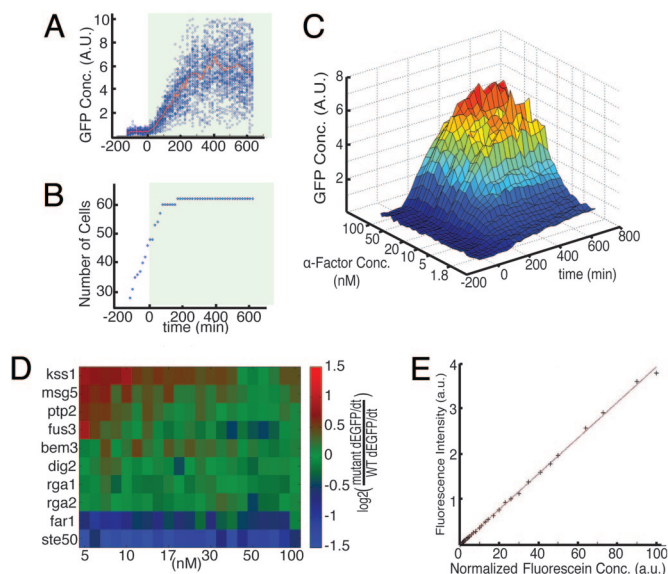 A
GFP Conc. (A.U.)
10
8
6
4
2
-200 0 200 400 600
B
Number of Cells
60
50
40
30
-200 0 200 400 600
time (min)
C
GFP Conc. (A.U.)
8
6
4
2
100
50
20
10
5
1.8
α-Factor Conc.
(nM)
-200
0
200
400
600
800
time (min)
D
kss1
msg5
ptp2
fus3
bem3
dig2
rga1
rga2
far1
ste50
5 10 17 30 50 100
(nM)
1.5
1
0.5
0
-0.5
-1
-1.5
log2(mutant dEGFP/dt / WT dEGFP/dt)
E
Fluorescence Intensity (a.u.)
4
3
2
1
0
0 20 40 60 80 100
Normalized Fluorescein Conc. (a.u.)